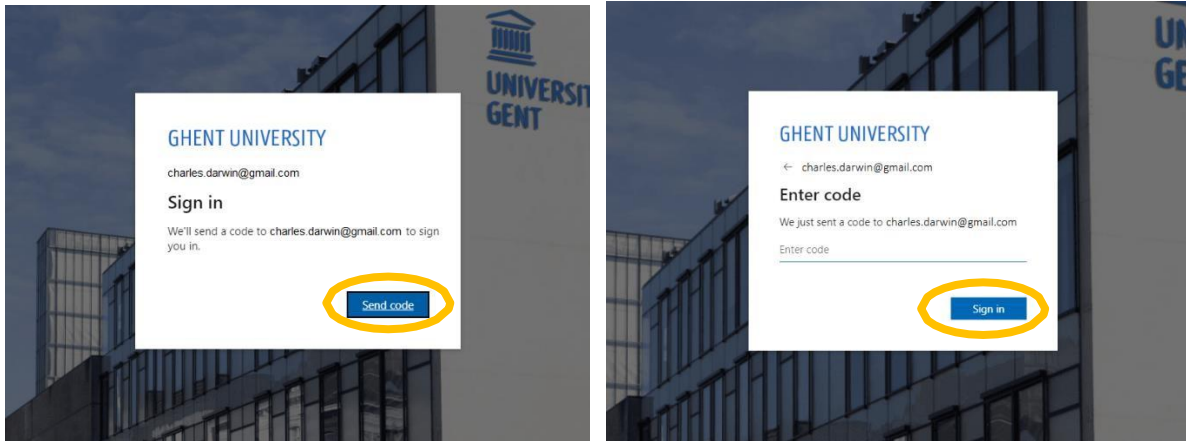 UNIVERSIT
GENT
GHENT UNIVERSITY
charles.darwin@gmail.com
Sign in
We'll send a code to charles.darwin@gmail.com to sign
you in.
Send code
UN
GE
GHENT UNIVERSITY
← charles.darwin@gmail.com
Enter code
We just sent a code to charles.darwin@gmail.com
Enter code
Sign in